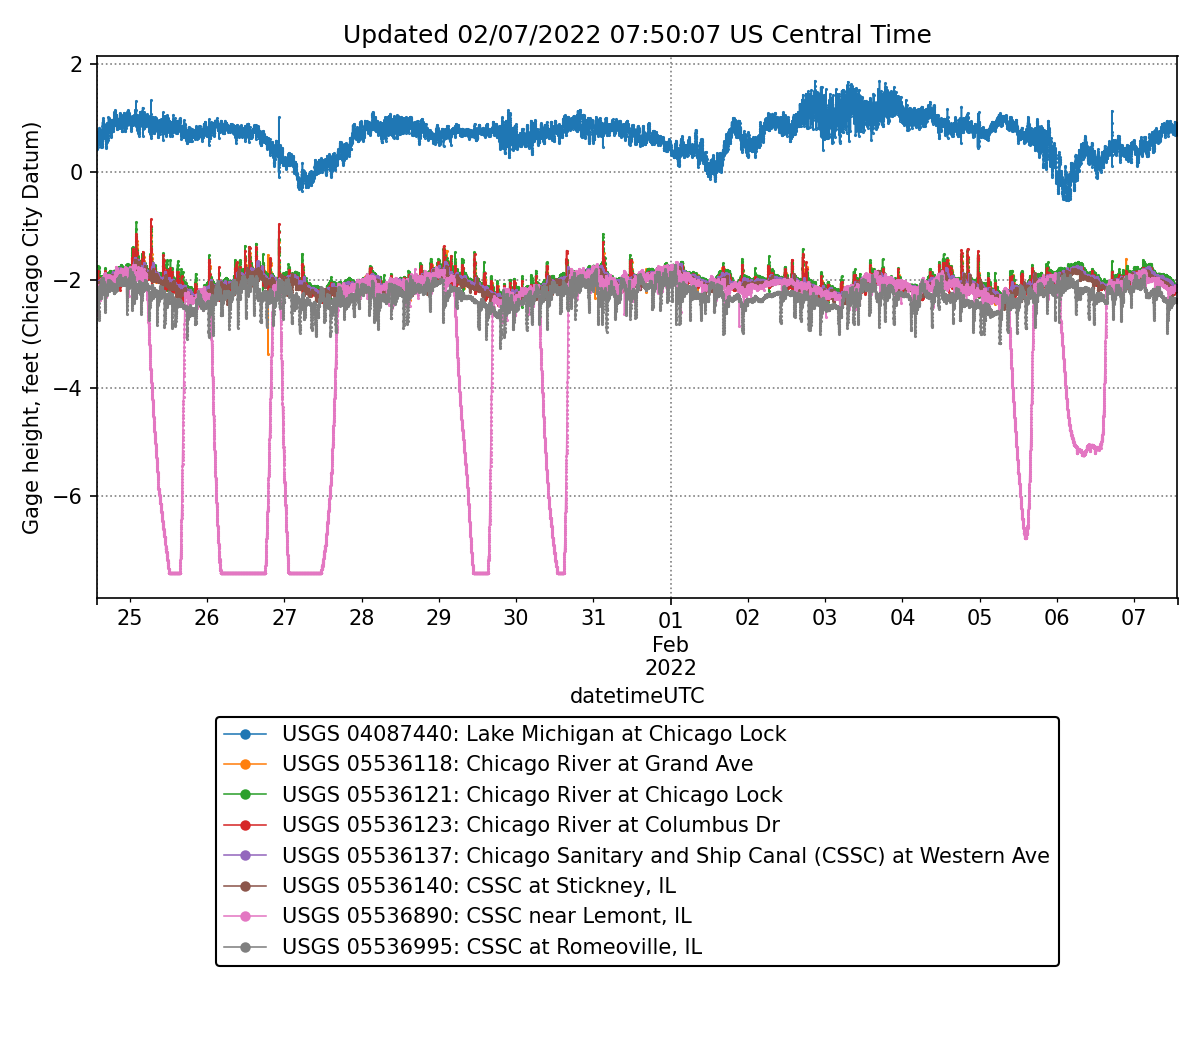 Updated 02/07/2022 07:50:07 US Central Time
Gage height, feet (Chicago City Datum)
2
0
−2
−4
−6
25 26 27 28 29 30 31 01 02 03 04 05 06 07
Feb
2022
datetimeUTC
USGS 04087440: Lake Michigan at Chicago Lock
USGS 05536118: Chicago River at Grand Ave
USGS 05536121: Chicago River at Chicago Lock
USGS 05536123: Chicago River at Columbus Dr
USGS 05536137: Chicago Sanitary and Ship Canal (CSSC) at Western Ave
USGS 05536140: CSSC at Stickney, IL
USGS 05536890: CSSC near Lemont, IL
USGS 05536995: CSSC at Romeoville, IL